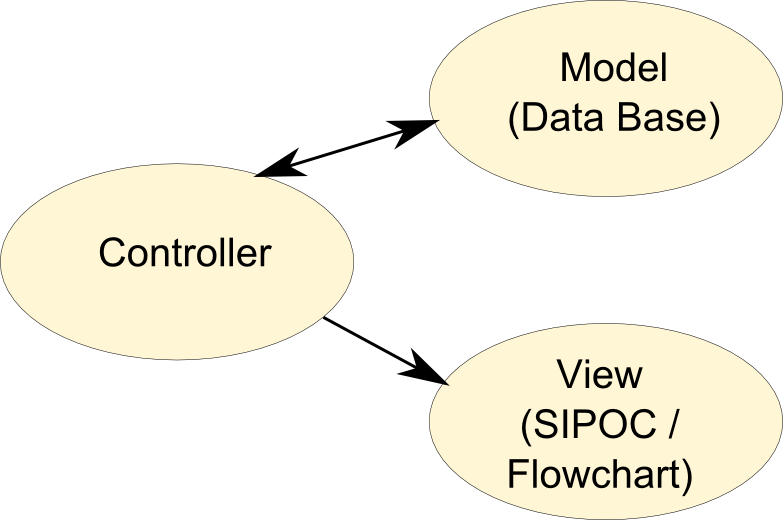 Model
(Data Base)
Controller
View
(SIPOC /
Flowchart)